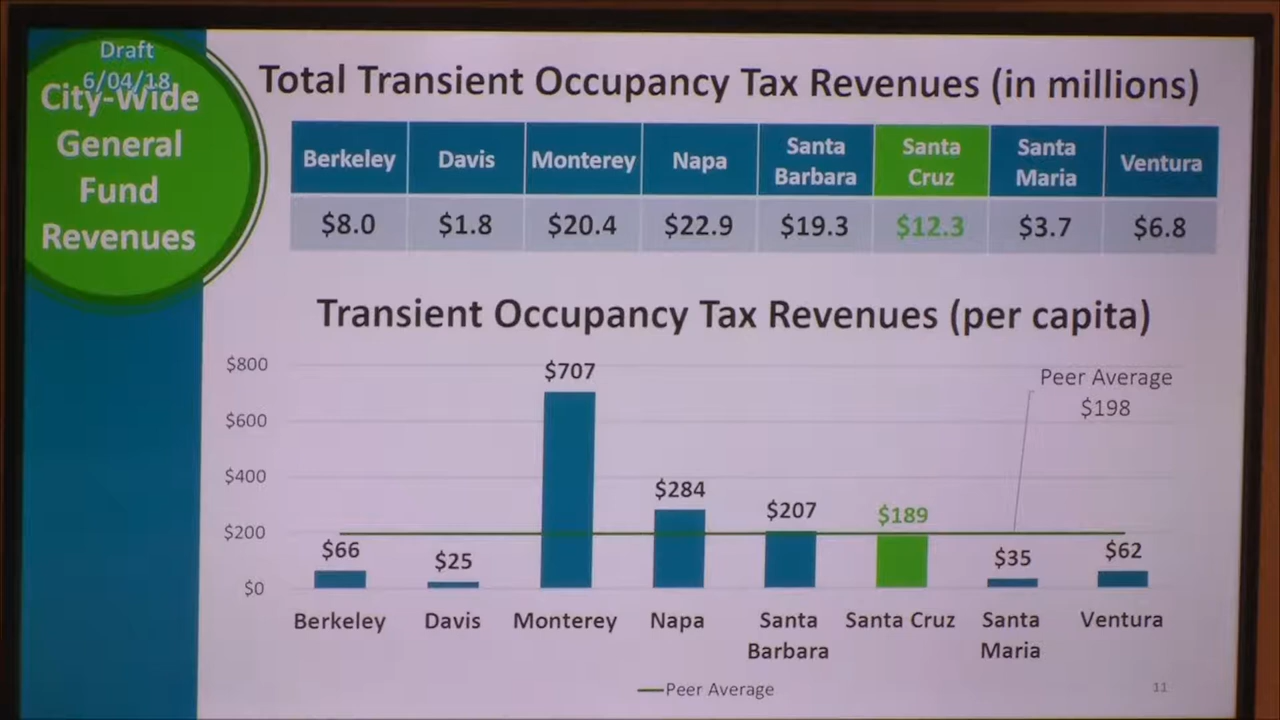 Draft
6/04/18
City-Wide
General
Fund
Revenues
Total Transient Occupancy Tax Revenues (in millions)
Berkeley Davis Monterey Napa Santa Barbara Santa Cruz Santa Maria Ventura
$8.0 $1.8 $20.4 $22.9 $19.3 $12.3 $3.7 $6.8
Transient Occupancy Tax Revenues (per capita)
$800
$600
$400
$200
$0
$66
$25
$707
$284
$207
$189
$35
$62
Peer Average
$198
Berkeley Davis Monterey Napa Santa Barbara Santa Cruz Santa Maria Ventura
Peer Average
11